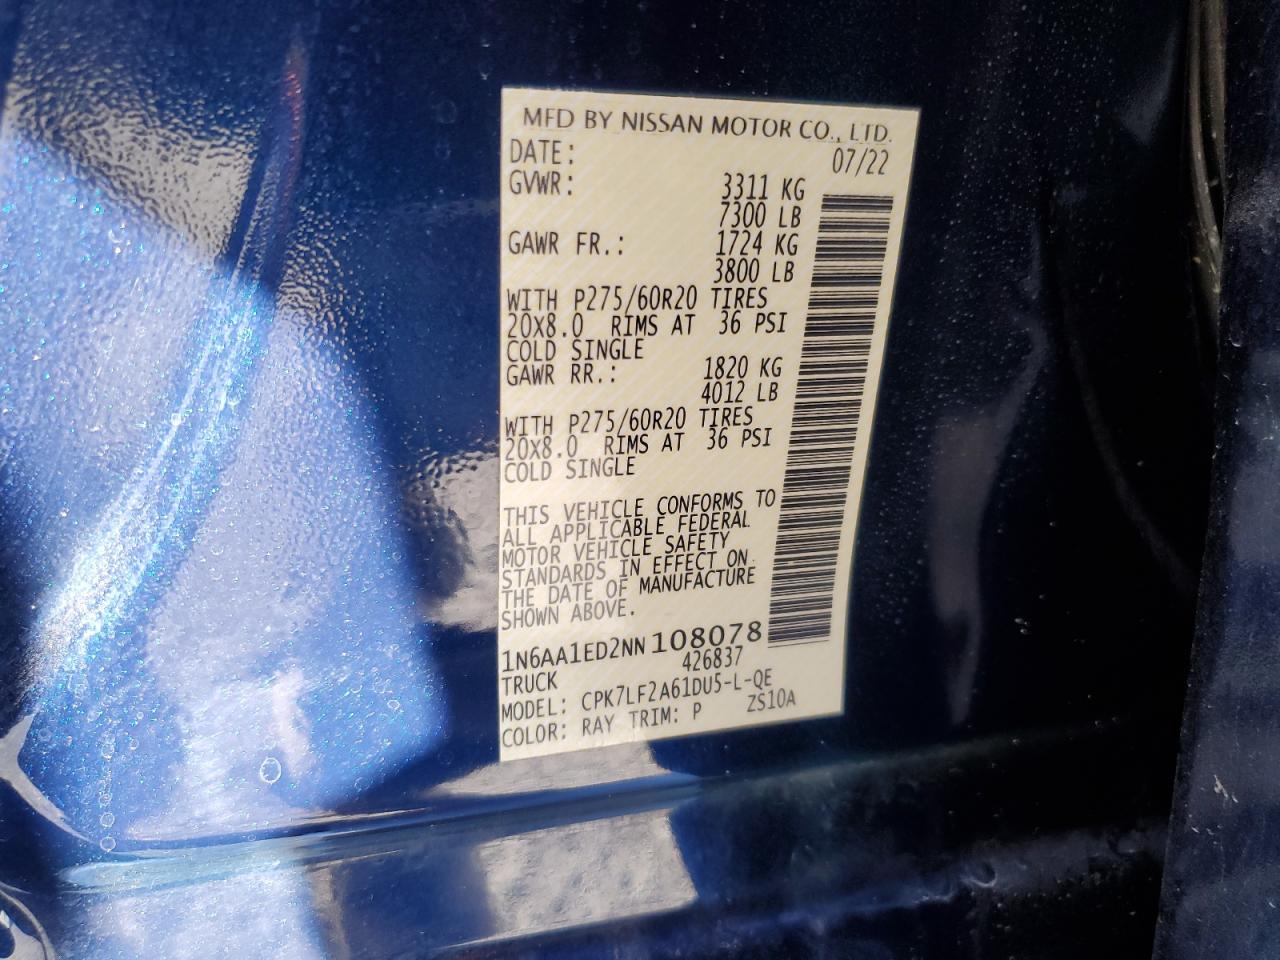 MFD BY NISSAN MOTOR CO., LTD.
DATE: 07/22
GVWR: 3311 KG
7300 LB
GAWR FR.: 1724 KG
3800 LB
WITH P275/60R20 TIRES
20X8.0 RIMS AT 36 PSI
COLD SINGLE
GAWR RR.: 1820 KG
4012 LB
WITH P275/60R20 TIRES
20X8.0 RIMS AT 36 PSI
COLD SINGLE
THIS VEHICLE CONFORMS TO
ALL APPLICABLE FEDERAL
MOTOR VEHICLE SAFETY
STANDARDS IN EFFECT ON
THE DATE OF MANUFACTURE
SHOWN ABOVE.
1N6AA1ED2NN108078
TRUCK 426837
MODEL: CPK7LF2A61DU5-L-QE
COLOR: RAY TRIM: P ZS10A